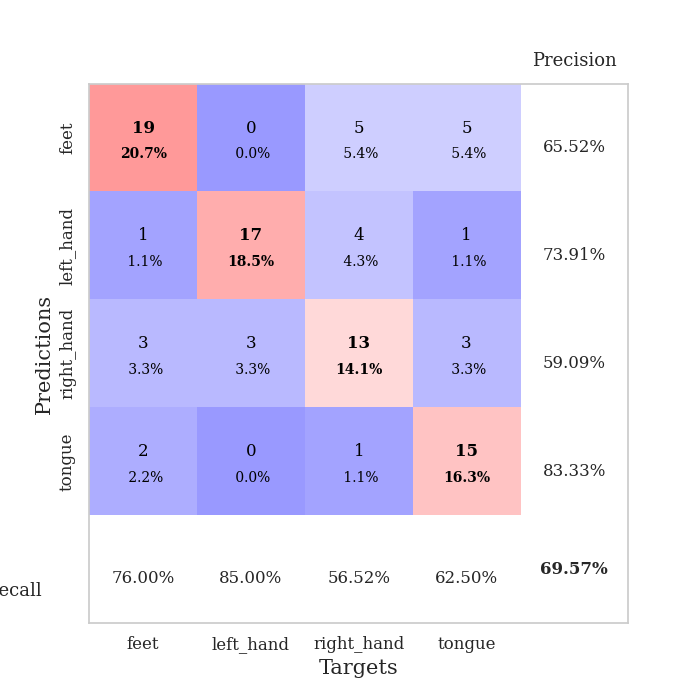 Precision
feet 19 0 5 5 65.52%
20.7% 0.0% 5.4% 5.4%
left_hand 1 17 4 1 73.91%
1.1% 18.5% 4.3% 1.1%
Predictions
right_hand 3 3 13 3 59.09%
3.3% 3.3% 14.1% 3.3%
tongue 2 0 1 15 83.33%
2.2% 0.0% 1.1% 16.3%
ecall 76.00% 85.00% 56.52% 62.50% 69.57%
feet left_hand right_hand tongue
Targets